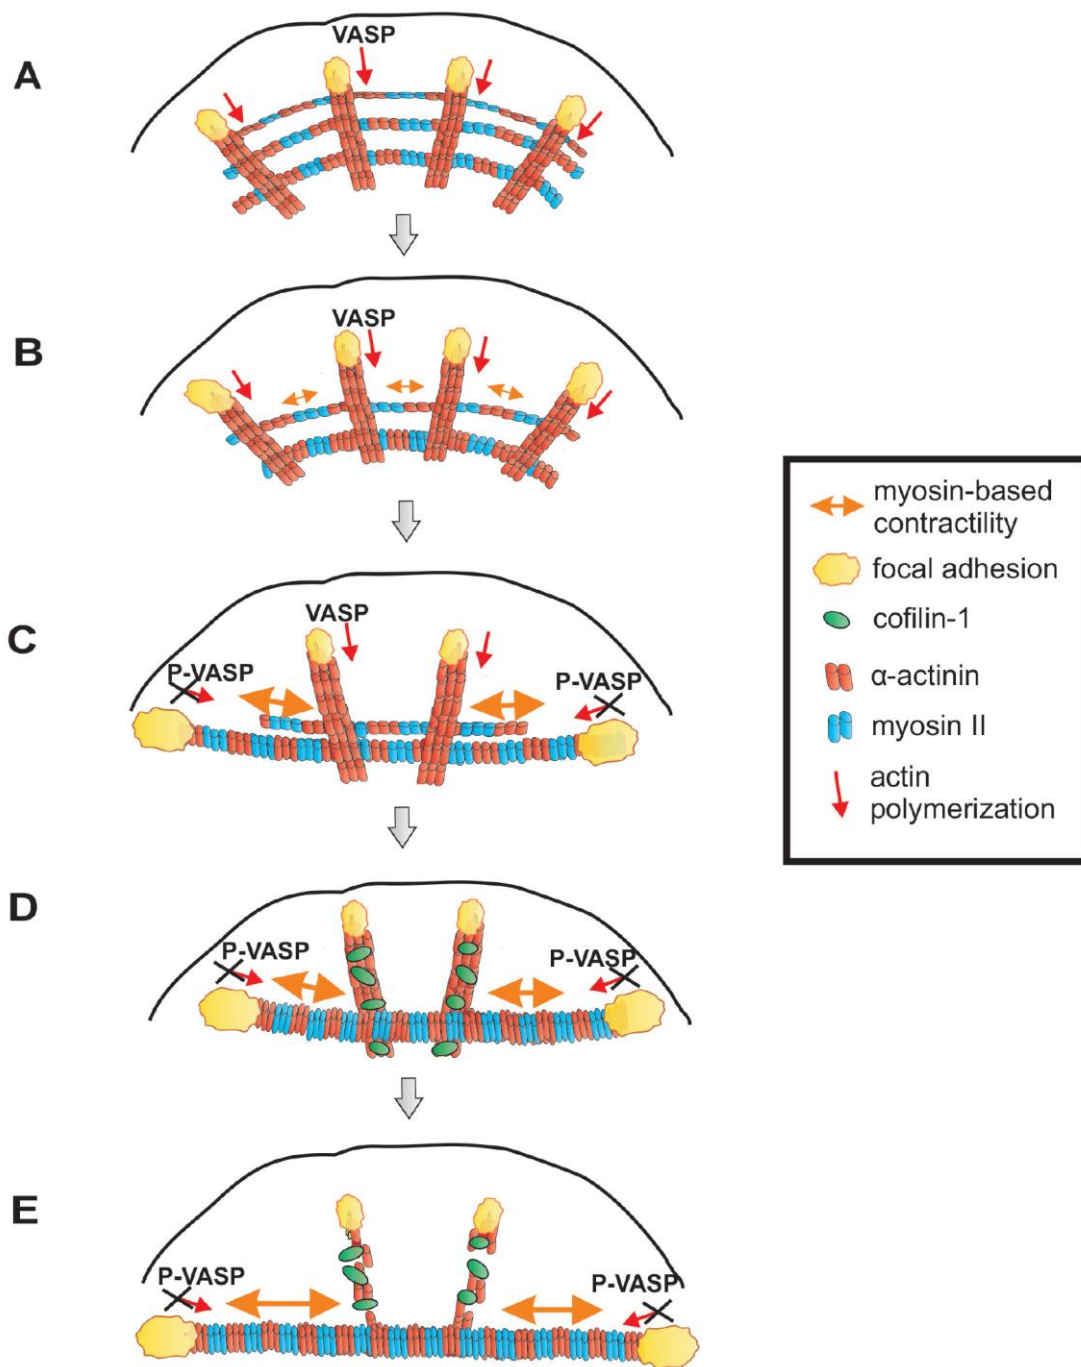 A
VASP
B
VASP
C
VASP
P-VASP
P-VASP
D
P-VASP
P-VASP
E
P-VASP
P-VASP
myosin-based
contractility
focal adhesion
cofilin-1
α-actinin
myosin II
actin
polymerization